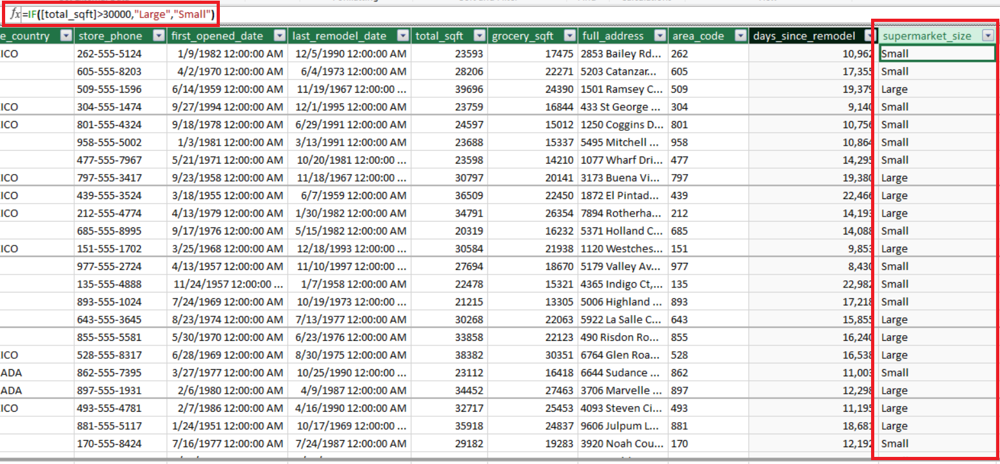 fx =IF([total_sqft]>30000,"Large","Small")
e_country store_phone first_opened_date last_remodel_date total_sqft grocery_sqft full_address area_code days_since_remodel supermarket_size
ICO 262-555-5124 1/9/1982 12:00:00 AM 12/5/1990 12:00:00 AM 23593 17475 2853 Bailey Rd... 262 10,962 Small
605-555-8203 4/2/1970 12:00:00 AM 6/4/1973 12:00:00 AM 28206 22271 5203 Catanzar... 605 17,355 Small
509-555-1596 6/14/1959 12:00:00 AM 11/19/1967 12:00:00 ... 39696 24390 1501 Ramsey C... 509 19,379 Large
ICO 304-555-1474 9/27/1994 12:00:00 AM 12/1/1995 12:00:00 AM 23759 16844 433 St George ... 304 9,140 Small
ICO 801-555-4324 9/18/1978 12:00:00 AM 6/29/1991 12:00:00 AM 24597 15012 1250 Coggins D... 801 10,756 Small
958-555-5002 1/3/1981 12:00:00 AM 3/13/1991 12:00:00 AM 23688 15337 5495 Mitchell ... 958 10,864 Small
477-555-7967 5/21/1971 12:00:00 AM 10/20/1981 12:00:00 ... 23598 14210 1077 Wharf Dri... 477 14,295 Small
ICO 797-555-3417 9/23/1958 12:00:00 AM 11/18/1967 12:00:00 ... 30797 20141 3173 Buena Vi... 797 19,380 Large
ICO 439-555-3524 3/18/1955 12:00:00 AM 6/7/1959 12:00:00 AM 36509 22450 1872 El Pintad... 439 22,466 Large
ICO 212-555-4774 4/13/1979 12:00:00 AM 1/30/1982 12:00:00 AM 34791 26354 7894 Rotherha... 212 14,193 Large
685-555-8995 9/17/1976 12:00:00 AM 5/15/1982 12:00:00 AM 20319 16232 5371 Holland C... 685 14,088 Small
ICO 151-555-1702 3/25/1968 12:00:00 AM 12/18/1993 12:00:00 ... 30584 21938 1120 Westches... 151 9,853 Large
977-555-2724 4/13/1957 12:00:00 AM 11/10/1997 12:00:00 ... 27694 18670 5179 Valley Av... 977 8,430 Small
135-555-4888 11/24/1957 12:00:00 ... 1/7/1958 12:00:00 AM 22478 15321 4365 Indigo Ct,... 135 22,982 Small
893-555-1024 7/24/1969 12:00:00 AM 10/19/1973 12:00:00 ... 21215 13305 5006 Highland ... 893 17,218 Small
643-555-3645 8/23/1974 12:00:00 AM 7/13/1977 12:00:00 AM 30268 22063 5922 La Salle C... 643 15,855 Large
855-555-5581 5/30/1970 12:00:00 AM 6/23/1976 12:00:00 AM 33858 22123 490 Risdon Ro... 855 16,240 Large
ICO 528-555-8317 6/28/1969 12:00:00 AM 8/30/1975 12:00:00 AM 38382 30351 6764 Glen Roa... 528 16,538 Large
ADA 862-555-7395 3/27/1977 12:00:00 AM 10/25/1990 12:00:00 ... 23112 16418 6644 Sudance ... 862 11,003 Small
ADA 897-555-1931 2/6/1980 12:00:00 AM 4/9/1987 12:00:00 AM 34452 27463 3706 Marvelle ... 897 12,298 Large
ICO 493-555-4781 2/7/1986 12:00:00 AM 4/16/1990 12:00:00 AM 32717 25453 4093 Steven Ci... 493 11,195 Large
881-555-5117 1/24/1951 12:00:00 AM 10/17/1969 12:00:00 ... 35918 24837 9606 Julpum L... 881 18,681 Large
170-555-8424 7/16/1977 12:00:00 AM 7/24/1987 12:00:00 AM 29182 19283 3920 Noah Cou... 170 12,192 Small